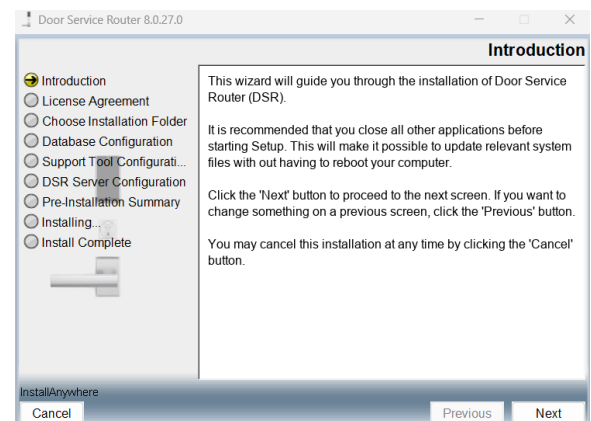 Door Service Router 8.0.27.0
Introduction
Introduction
License Agreement
Choose Installation Folder
Database Configuration
Support Tool Configurati...
DSR Server Configuration
Pre-Installation Summary
Installing...
Install Complete
This wizard will guide you through the installation of Door Service
Router (DSR).
It is recommended that you close all other applications before
starting Setup. This will make it possible to update relevant system
files with out having to reboot your computer.
Click the 'Next' button to proceed to the next screen. If you want to
change something on a previous screen, click the 'Previous' button.
You may cancel this installation at any time by clicking the 'Cancel'
button.
InstallAnywhere
Cancel
Previous
Next